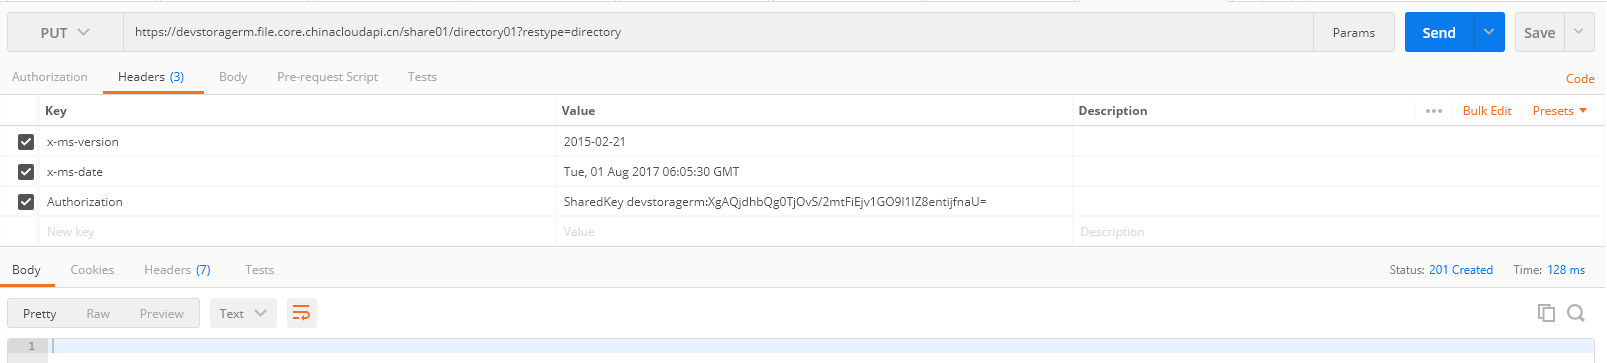 PUT https://devstoragerm.file.core.chinacloudapi.cn/share01/directory01?restype=directory Params Send Save
Authorization Headers (3) Body Pre-request Script Tests Code
Key Value Description ••• Bulk Edit Presets
x-ms-version 2015-02-21
x-ms-date Tue, 01 Aug 2017 06:05:30 GMT
Authorization SharedKey devstoragerm:XgAQjdhbQg0TjOvS/2mtFiEjv1GO9I1IZ8entijfnaU=
New key Value Description
Body Cookies Headers (7) Tests Status: 201 Created Time: 128 ms
Pretty Raw Preview Text
1